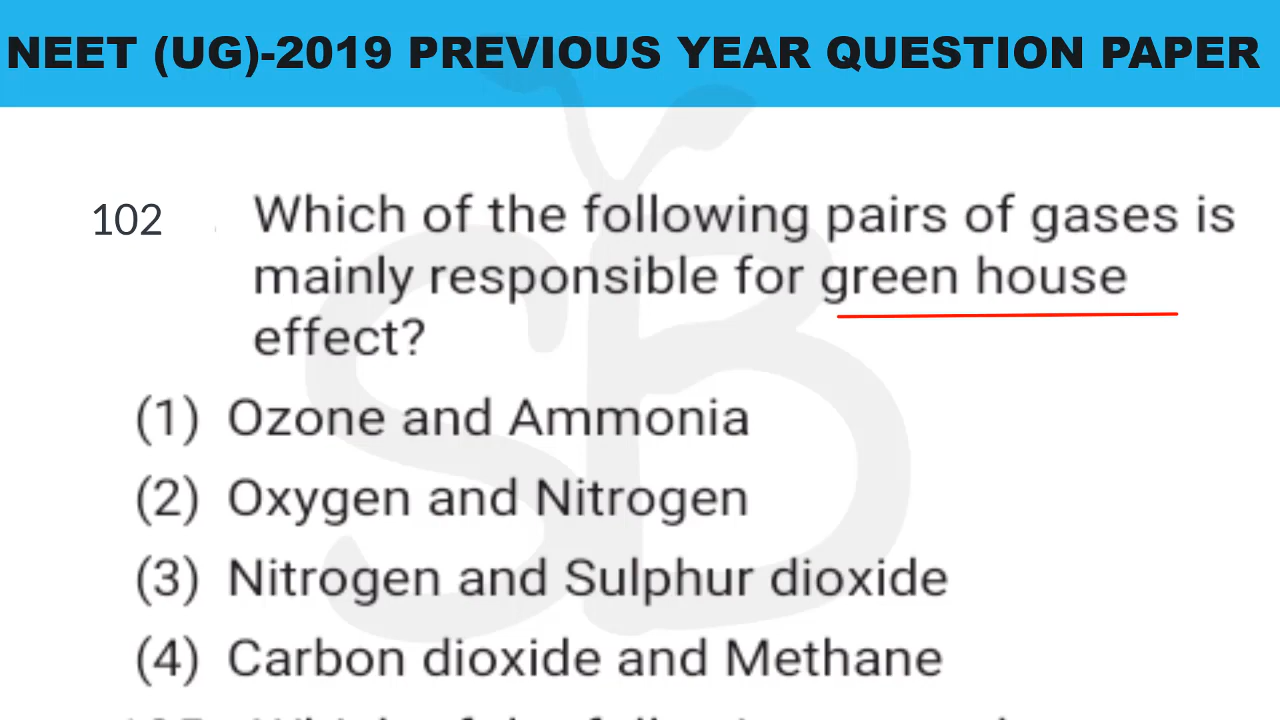 NEET (UG)-2019 PREVIOUS YEAR QUESTION PAPER
102 Which of the following pairs of gases is
mainly responsible for green house
effect?
(1) Ozone and Ammonia
(2) Oxygen and Nitrogen
(3) Nitrogen and Sulphur dioxide
(4) Carbon dioxide and Methane
SB